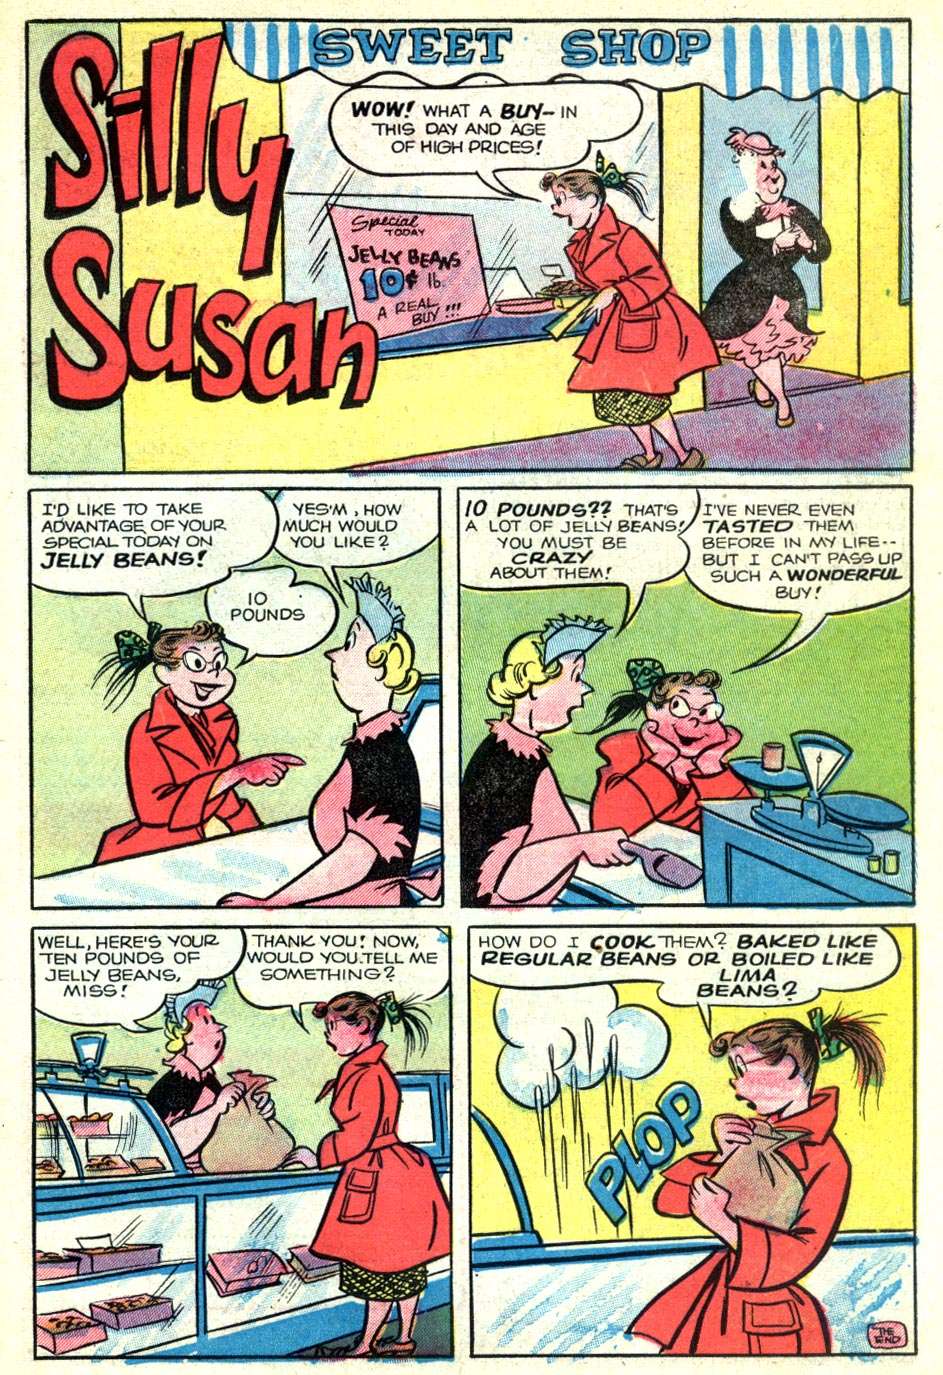 Silly
Susan
SWEET SHOP
WOW! WHAT A BUY-- IN
THIS DAY AND AGE
OF HIGH PRICES!
Special
TODAY
JELLY BEANS
10¢ lb.
A REAL
BUY!!!
I'D LIKE TO TAKE
ADVANTAGE OF YOUR
SPECIAL TODAY ON
JELLY BEANS!
YES'M, HOW
MUCH WOULD
YOU LIKE?
10
POUNDS
10 POUNDS?? THAT'S
A LOT OF JELLY BEANS!
YOU MUST BE
CRAZY
ABOUT THEM!
I'VE NEVER EVEN
TASTED THEM
BEFORE IN MY LIFE--
BUT I CAN'T PASS UP
SUCH A WONDERFUL
BUY!
WELL, HERE'S YOUR
TEN POUNDS OF
JELLY BEANS,
MISS!
THANK YOU! NOW,
WOULD YOU TELL ME
SOMETHING?
HOW DO I COOK THEM? BAKED LIKE
REGULAR BEANS OR BOILED LIKE
LIMA
BEANS?
PLOP
THE
END